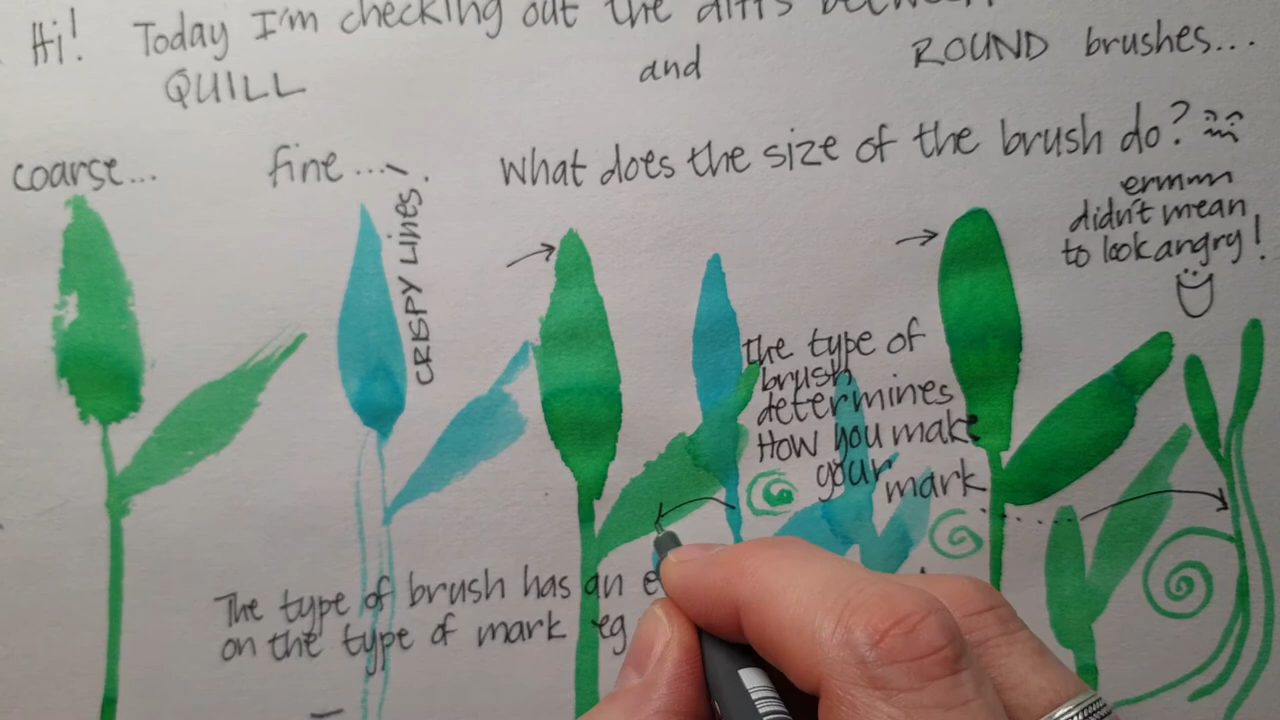 Hi! Today I'm checking out the diffs between
QUILL and ROUND brushes...
coarse... fine...
CRISPY Lines!
What does the size of the brush do?
ermmm
didn't mean
to look angry!
the type of
brush
determines
How you make
your mark
The type of brush has an
on the type of mark eg